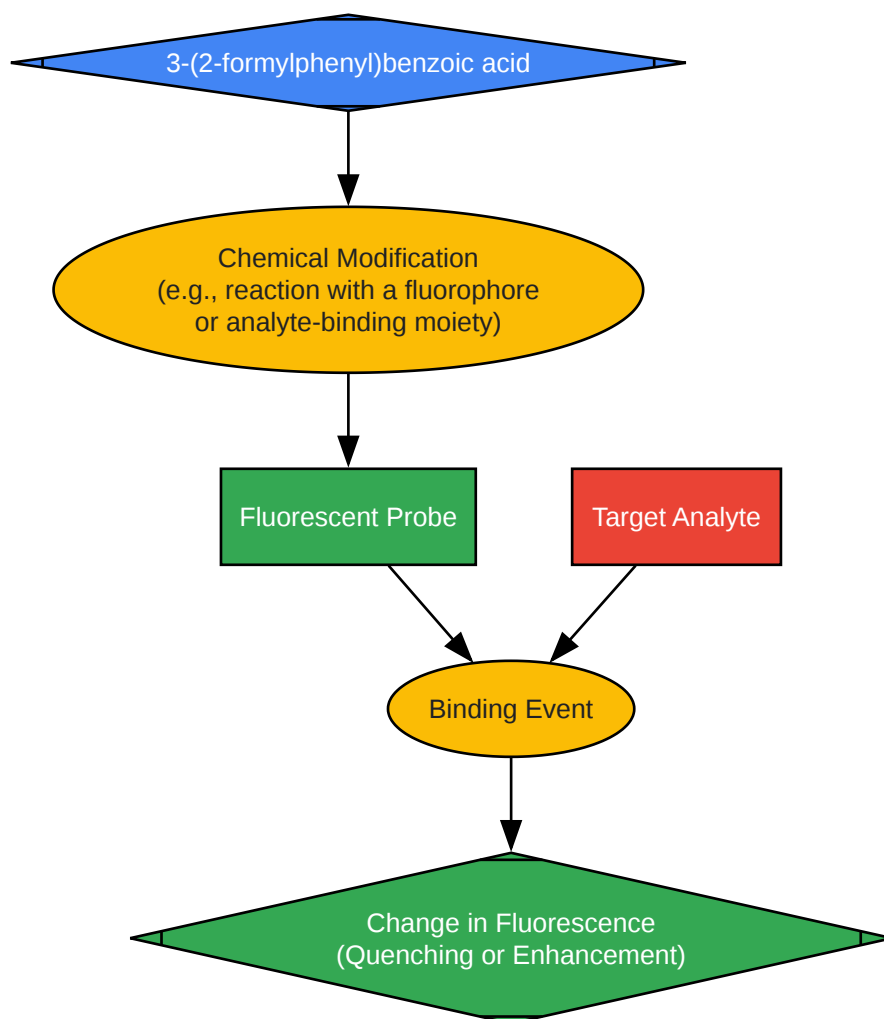 3-(2-formylphenyl)benzoic acid
Chemical Modification
(e.g., reaction with a fluorophore
or analyte-binding moiety)
Fluorescent Probe
Target Analyte
Binding Event
Change in Fluorescence
(Quenching or Enhancement)